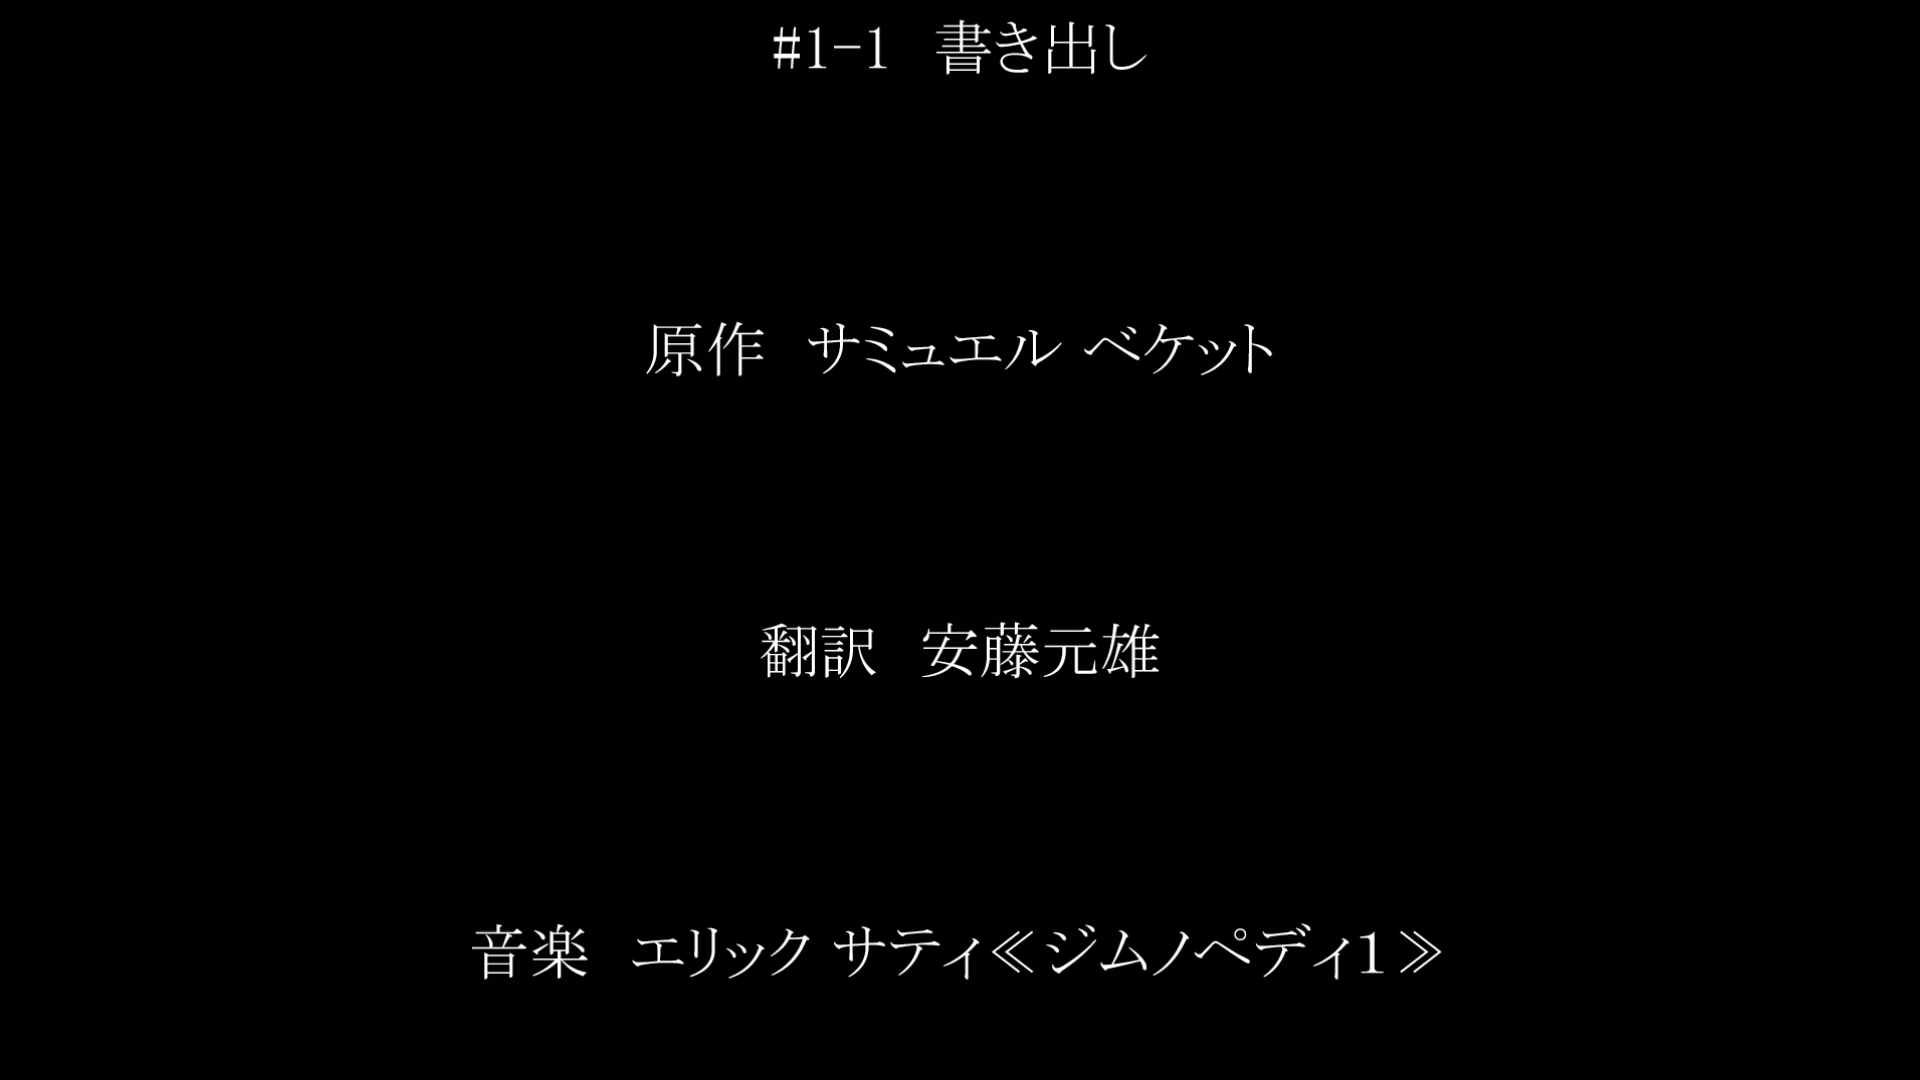 #1-1　書き出し
原作　サミュエル ベケット
翻訳　安藤元雄
音楽　エリック サティ≪ジムノペディ1≫